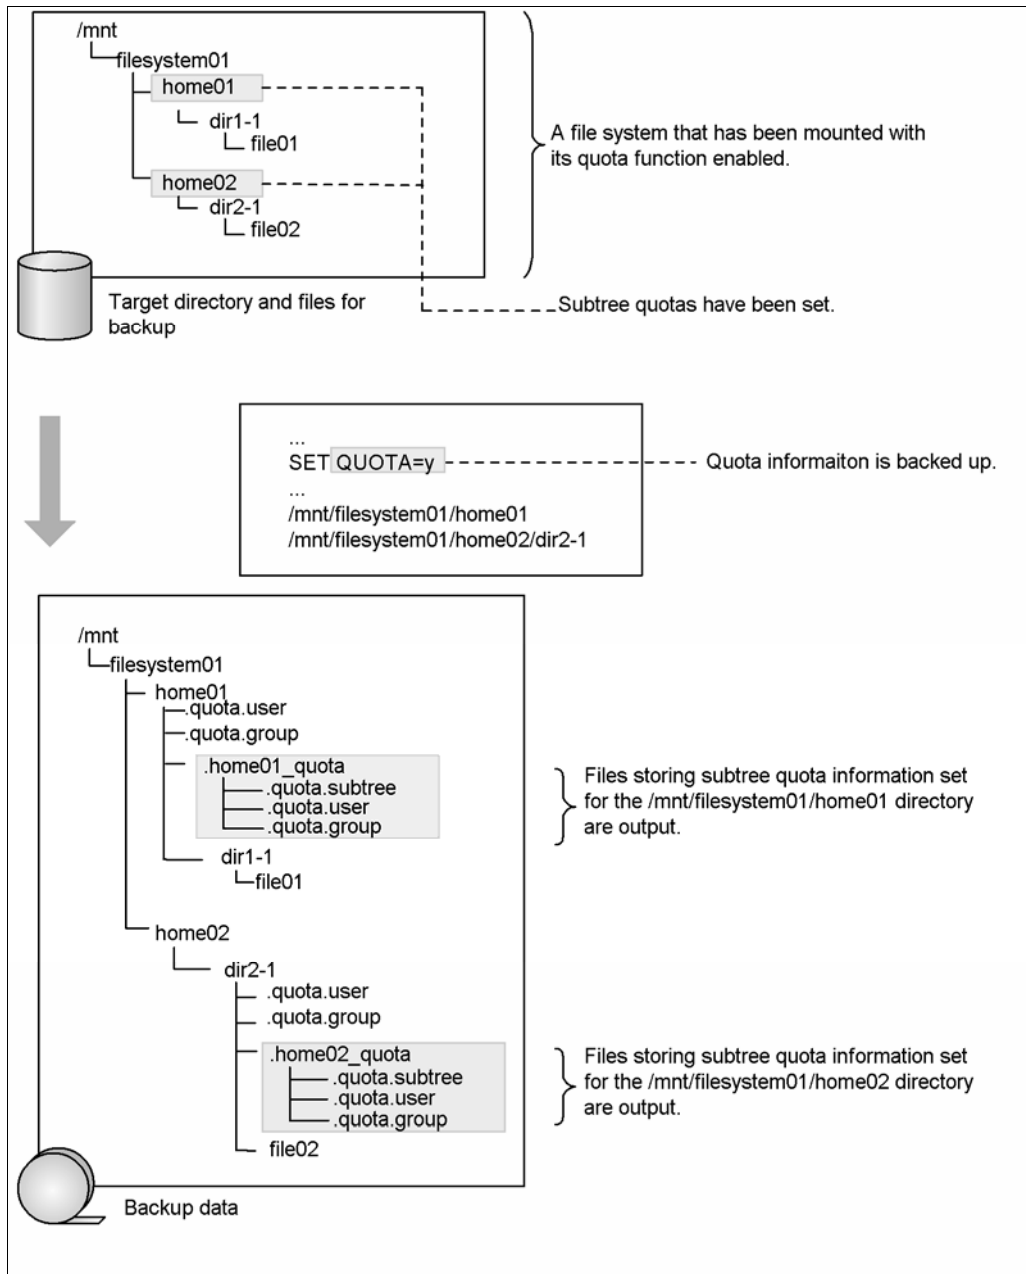 /mnt
filesystem01
home01
dir1-1
file01
home02
dir2-1
file02
A file system that has been mounted with
its quota function enabled.
Target directory and files for
backup
Subtree quotas have been set.
...
SET QUOTA=y
Quota informaiton is backed up.
...
/mnt/filesystem01/home01
/mnt/filesystem01/home02/dir2-1
/mnt
filesystem01
home01
.quota.user
.quota.group
.home01_quota
.quota.subtree
.quota.user
.quota.group
Files storing subtree quota information set
for the /mnt/filesystem01/home01 directory
are output.
dir1-1
file01
home02
dir2-1
.quota.user
.quota.group
.home02_quota
.quota.subtree
.quota.user
.quota.group
Files storing subtree quota information set
for the /mnt/filesystem01/home02 directory
are output.
file02
Backup data